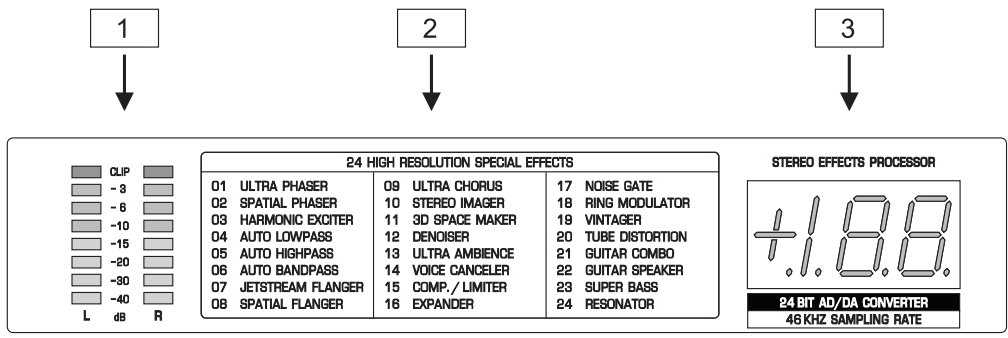 1
2
3
CLIP
- 3
- 6
-10
-15
-20
-30
-40
L dB R
24 HIGH RESOLUTION SPECIAL EFFECTS
01 ULTRA PHASER
02 SPATIAL PHASER
03 HARMONIC EXCITER
04 AUTO LOWPASS
05 AUTO HIGHPASS
06 AUTO BANDPASS
07 JETSTREAM FLANGER
08 SPATIAL FLANGER
09 ULTRA CHORUS
10 STEREO IMAGER
11 3D SPACE MAKER
12 DENOISER
13 ULTRA AMBIENCE
14 VOICE CANCELER
15 COMP./ LIMITER
16 EXPANDER
17 NOISE GATE
18 RING MODULATOR
19 VINTAGER
20 TUBE DISTORTION
21 GUITAR COMBO
22 GUITAR SPEAKER
23 SUPER BASS
24 RESONATOR
STEREO EFFECTS PROCESSOR
+.1.88
24 BIT AD/DA CONVERTER
46 KHZ SAMPLING RATE